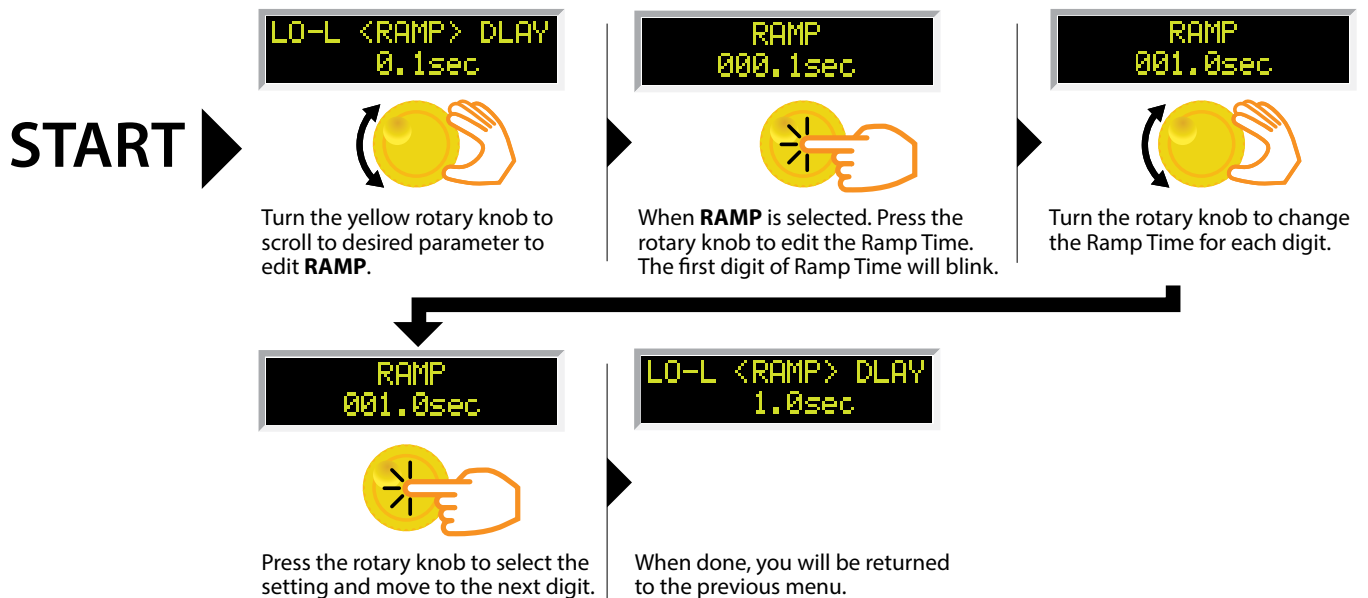 START
LO-L <RAMP> DLAY
0.1sec
Turn the yellow rotary knob to
scroll to desired parameter to
edit RAMP.
RAMP
000.1sec
When RAMP is selected. Press the
rotary knob to edit the Ramp Time.
The first digit of Ramp Time will blink.
RAMP
001.0sec
Turn the rotary knob to change
the Ramp Time for each digit.
RAMP
001.0sec
Press the rotary knob to select the
setting and move to the next digit.
LO-L <RAMP> DLAY
1.0sec
When done, you will be returned
to the previous menu.